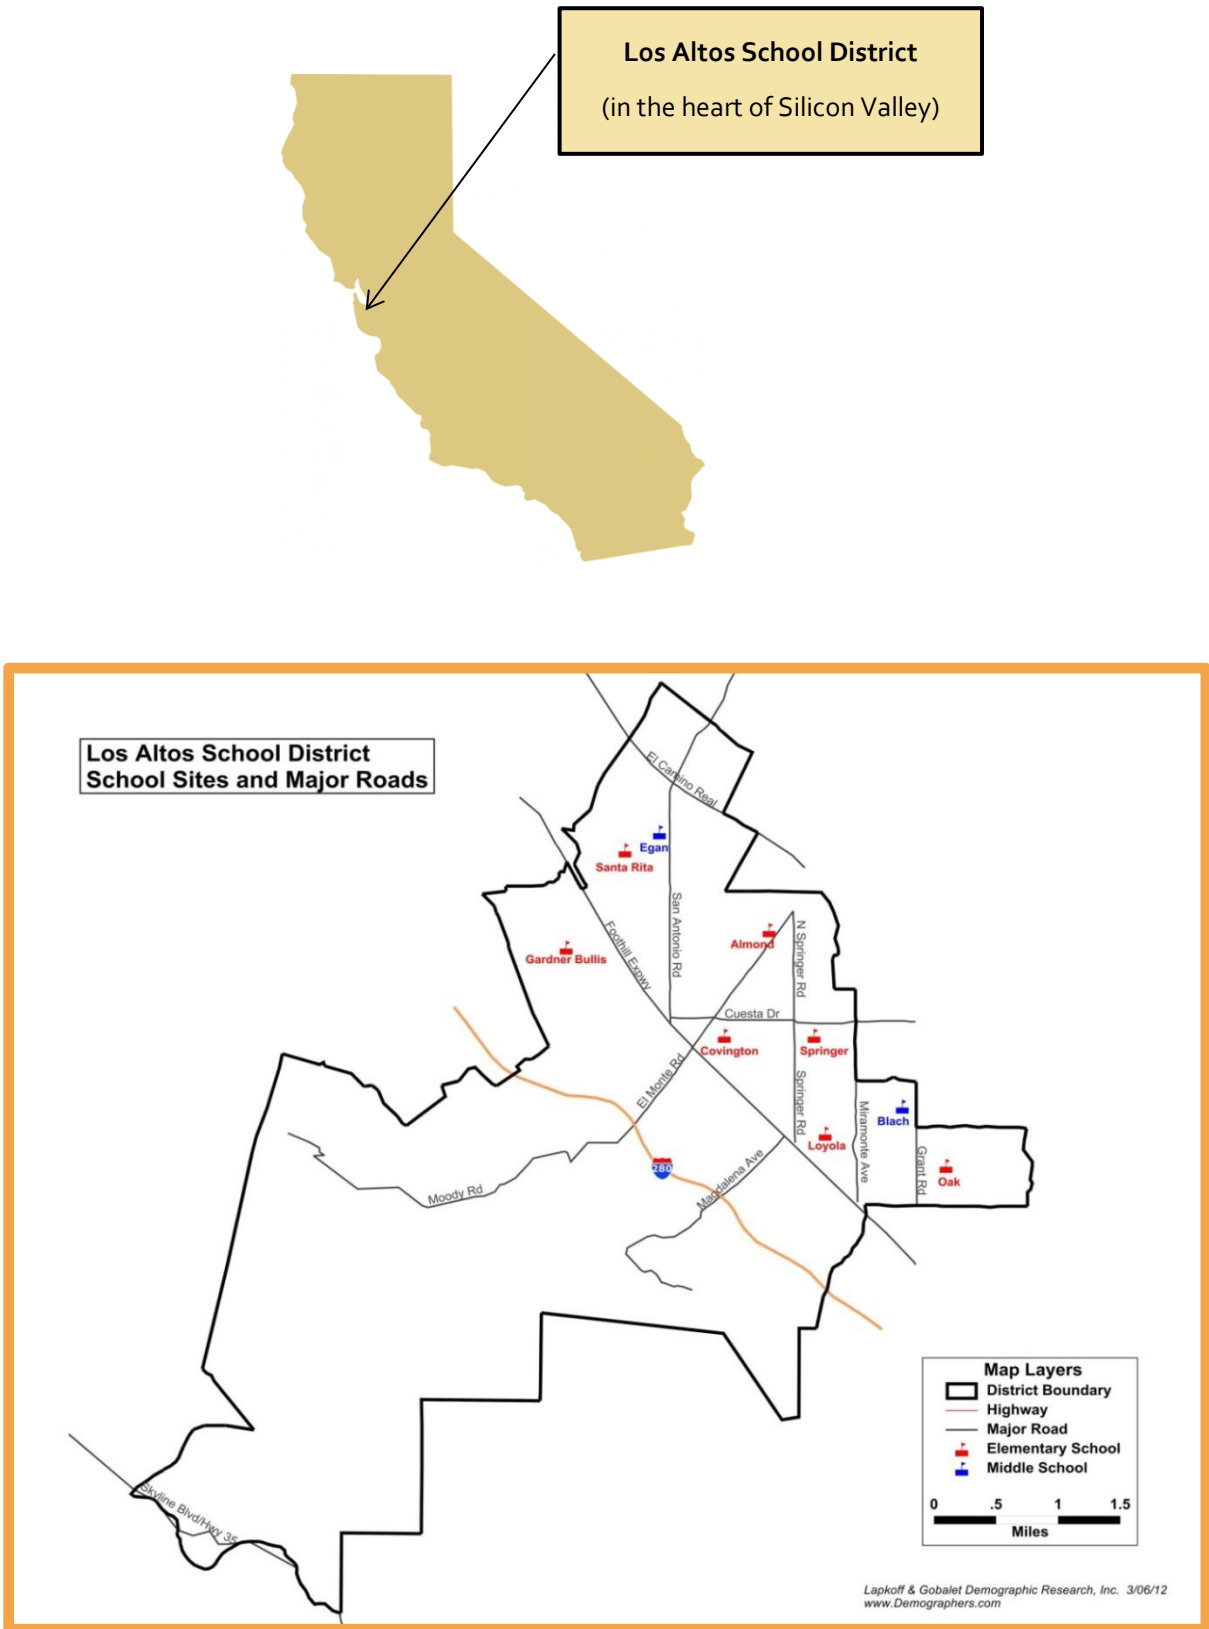 Los Altos School District
(in the heart of Silicon Valley)
Los Altos School District
School Sites and Major Roads
El Camino Real
Egan
Santa Rita
San Antonio Rd
Foothill Expwy
Almond
N Springer Rd
Gardner Bullis
Cuesta Dr
Covington
Springer
El Monte Rd
Springer Rd
Miramonte Ave
Blach
Loyola
Grant Rd
Oak
280
Magdalena Ave
Moody Rd
Skyline Blvd/Hwy 35
Map Layers
District Boundary
Highway
Major Road
Elementary School
Middle School
0 .5 1 1.5
Miles
Lapkoff & Gobalet Demographic Research, Inc. 3/06/12
www.Demographers.com